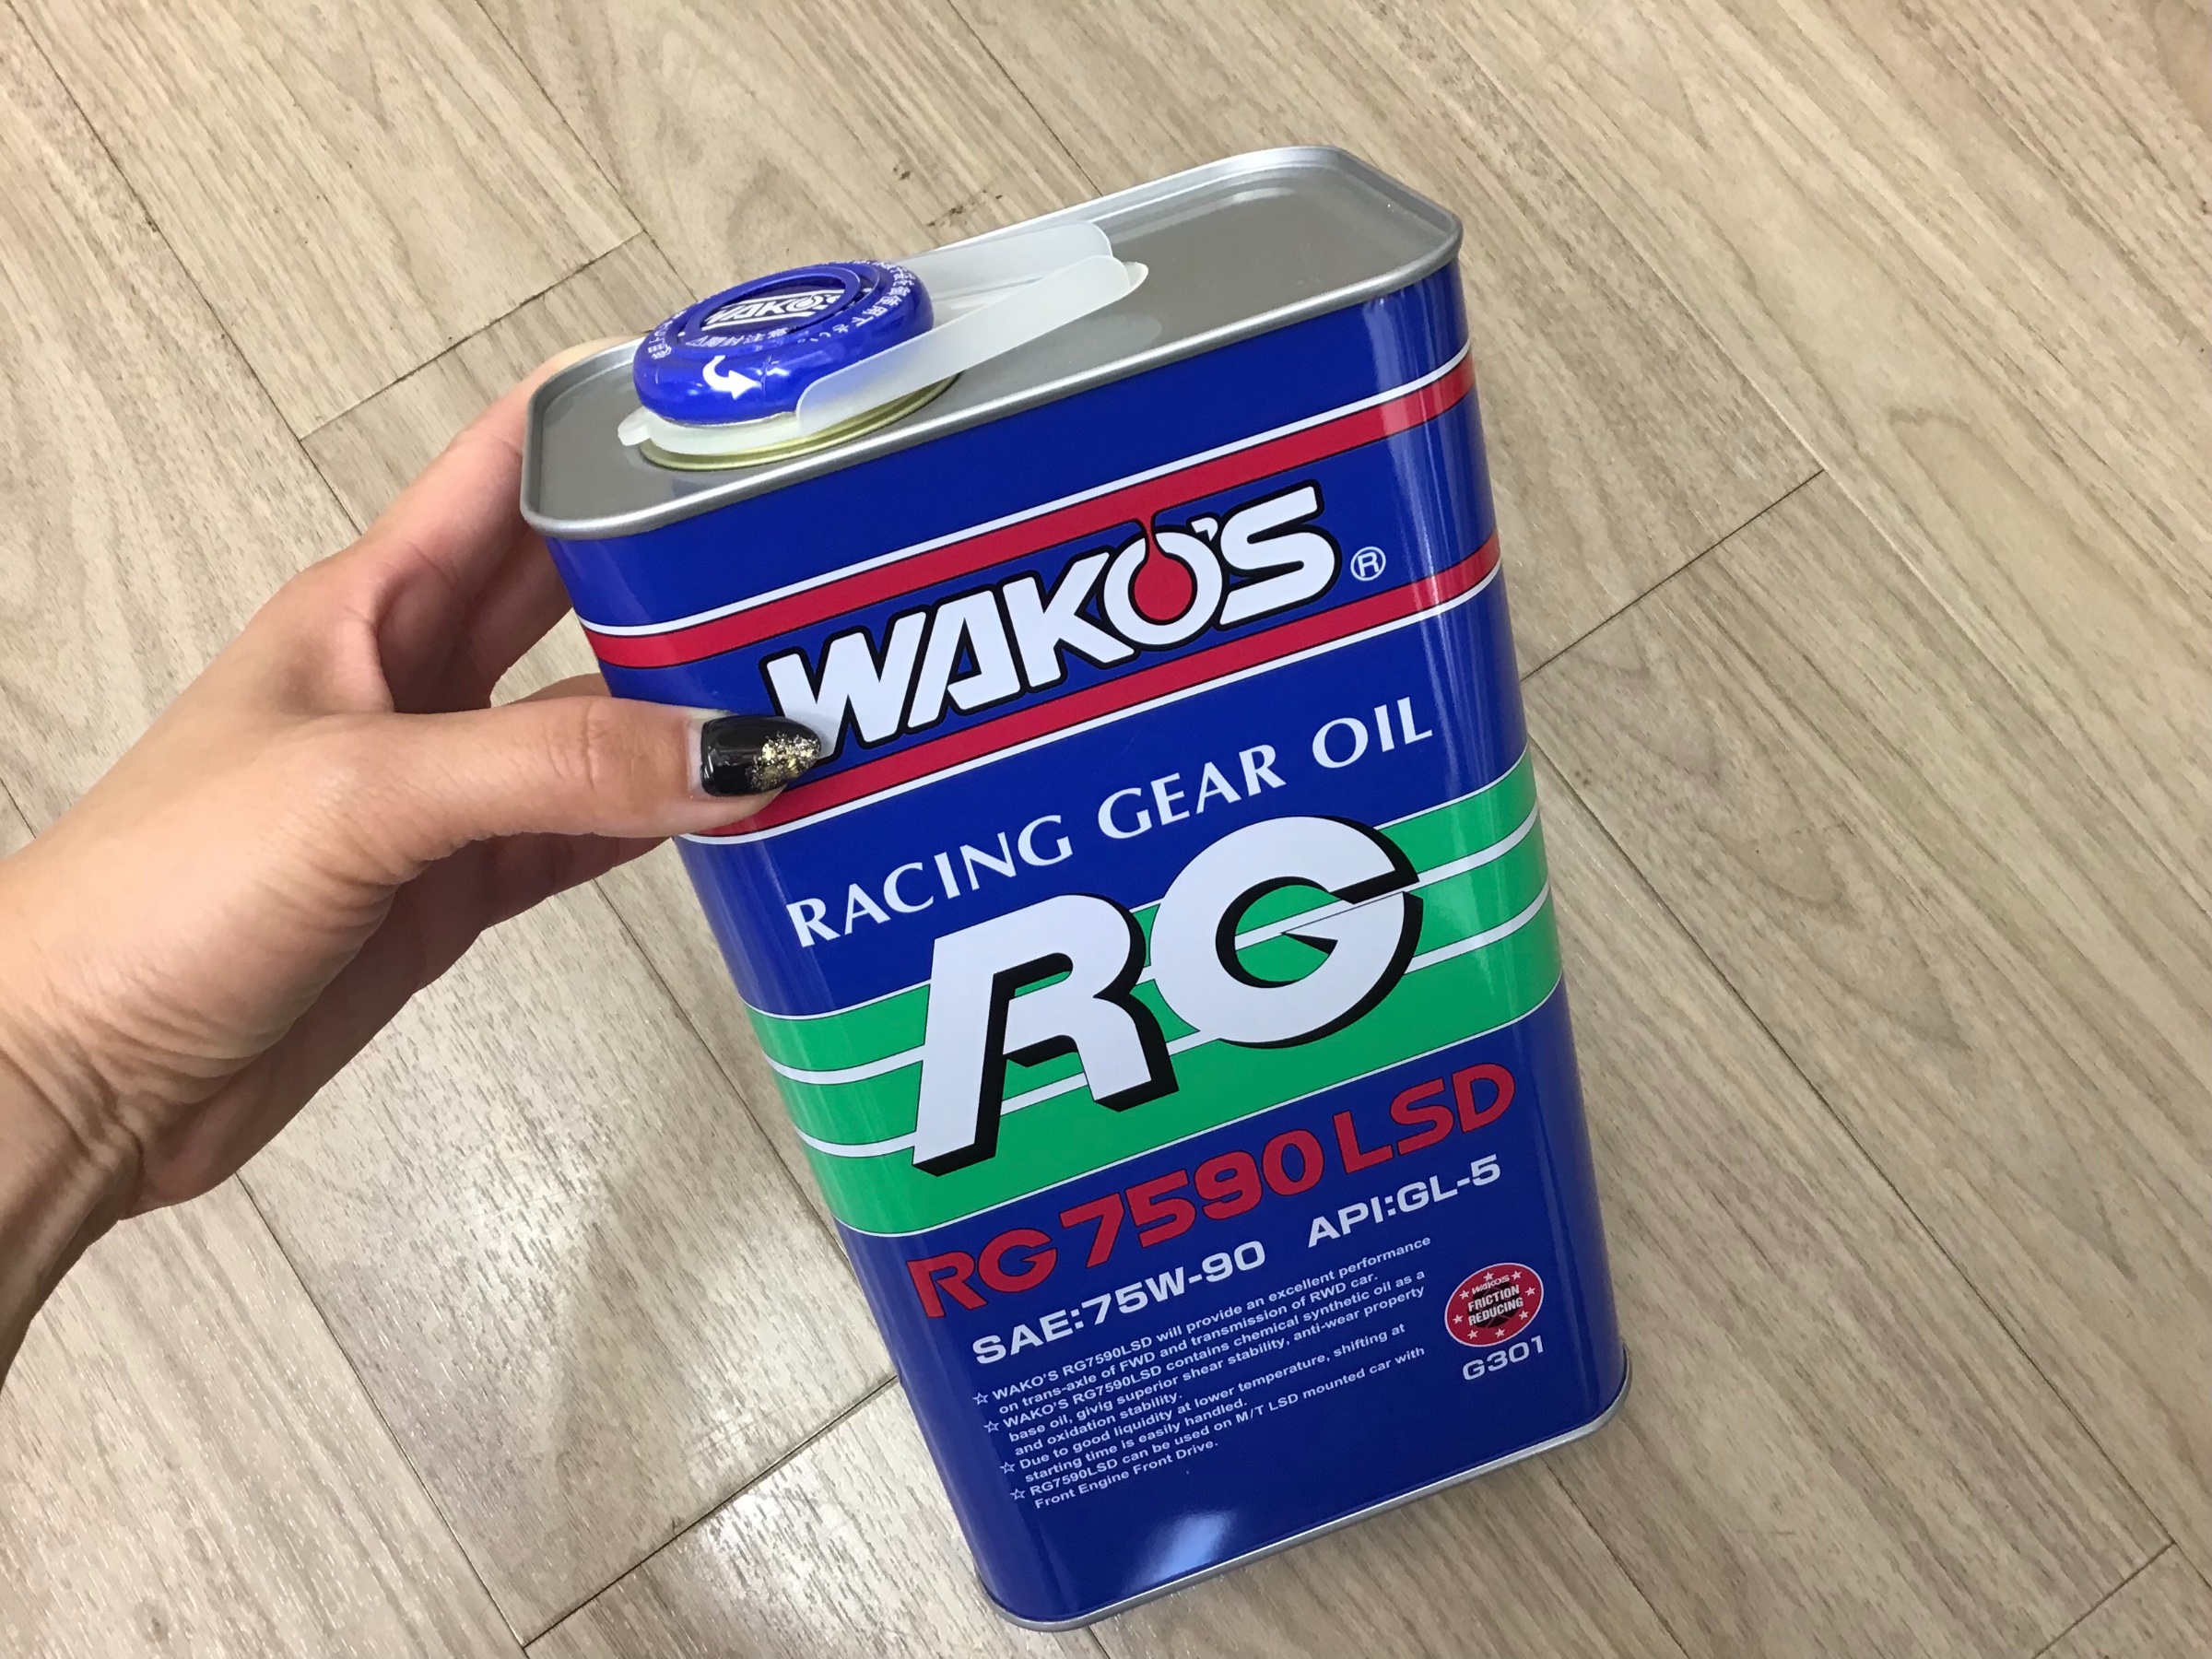 WAKO'S
WAKO'S®
RACING GEAR OIL
RG
RG7590LSD
SAE:75W-90 API:GL-5
☆ WAKO'S RG7590LSD will provide an excellent performance
on trans-axle of FWD and transmission of RWD car.
☆ WAKO'S RG7590LSD contains chemical synthetic oil as a
base oil, givig superior shear stability, anti-wear property
and oxidation stability.
☆ Due to good liquidity at lower temperature, shifting at
starting time is easily handled.
☆ RG7590LSD can be used on M/T LSD mounted car with
Front Engine Front Drive.
WAKO'S
FRICTION
REDUCING
G301